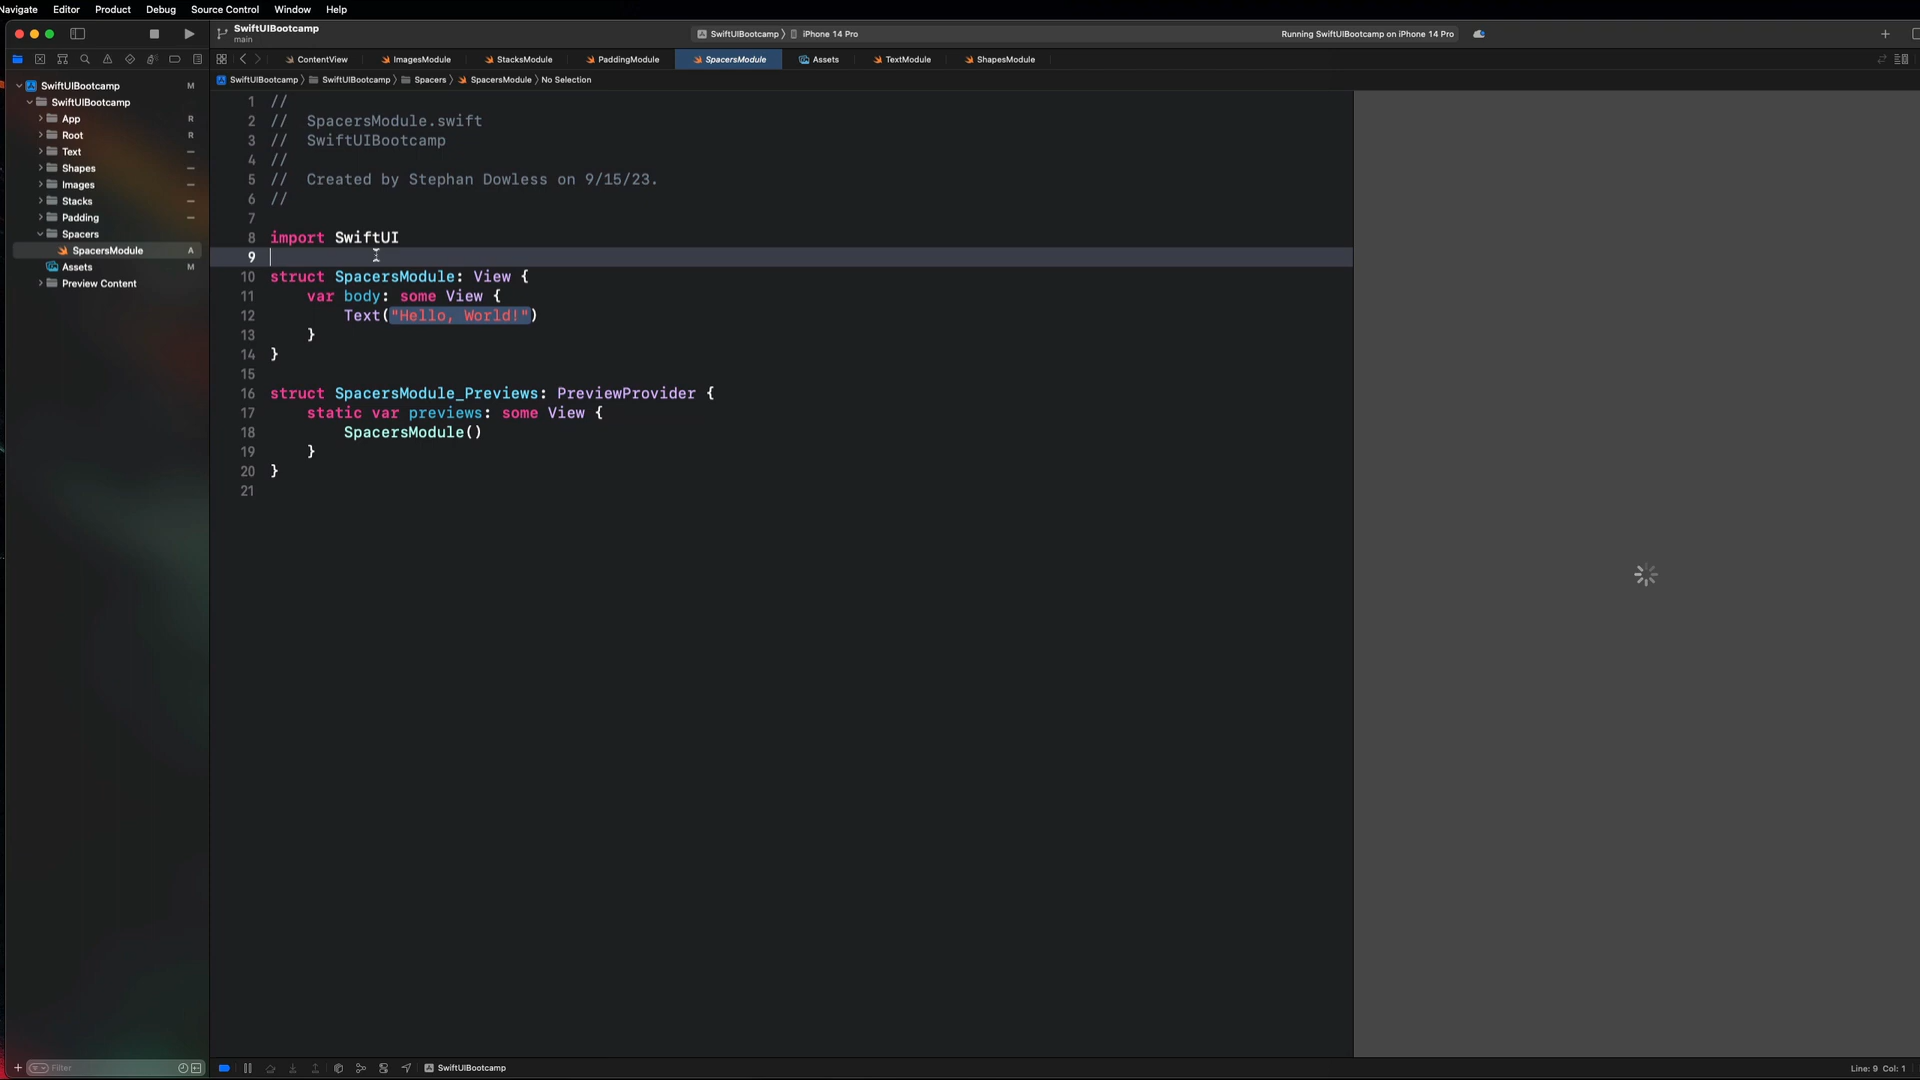 Navigate Editor Product Debug Source Control Window Help
SwiftUIBootcamp
main
SwiftUIBootcamp iPhone 14 Pro
Running SwiftUIBootcamp on iPhone 14 Pro
ContentView ImagesModule StacksModule PaddingModule SpacersModule Assets TextModule ShapesModule
SwiftUIBootcamp SwiftUIBootcamp Spacers SpacersModule No Selection
SwiftUIBootcamp M
SwiftUIBootcamp
App R
Root R
Text
Shapes
Images
Stacks
Padding
Spacers
SpacersModule A
Assets M
Preview Content
1 //
2 //  SpacersModule.swift
3 //  SwiftUIBootcamp
4 //
5 //  Created by Stephan Dowless on 9/15/23.
6 //
7
8 import SwiftUI
9
10 struct SpacersModule: View {
11     var body: some View {
12         Text("Hello, World!")
13     }
14 }
15
16 struct SpacersModule_Previews: PreviewProvider {
17     static var previews: some View {
18         SpacersModule()
19     }
20 }
21
Filter
SwiftUIBootcamp
Line: 9 Col: 1